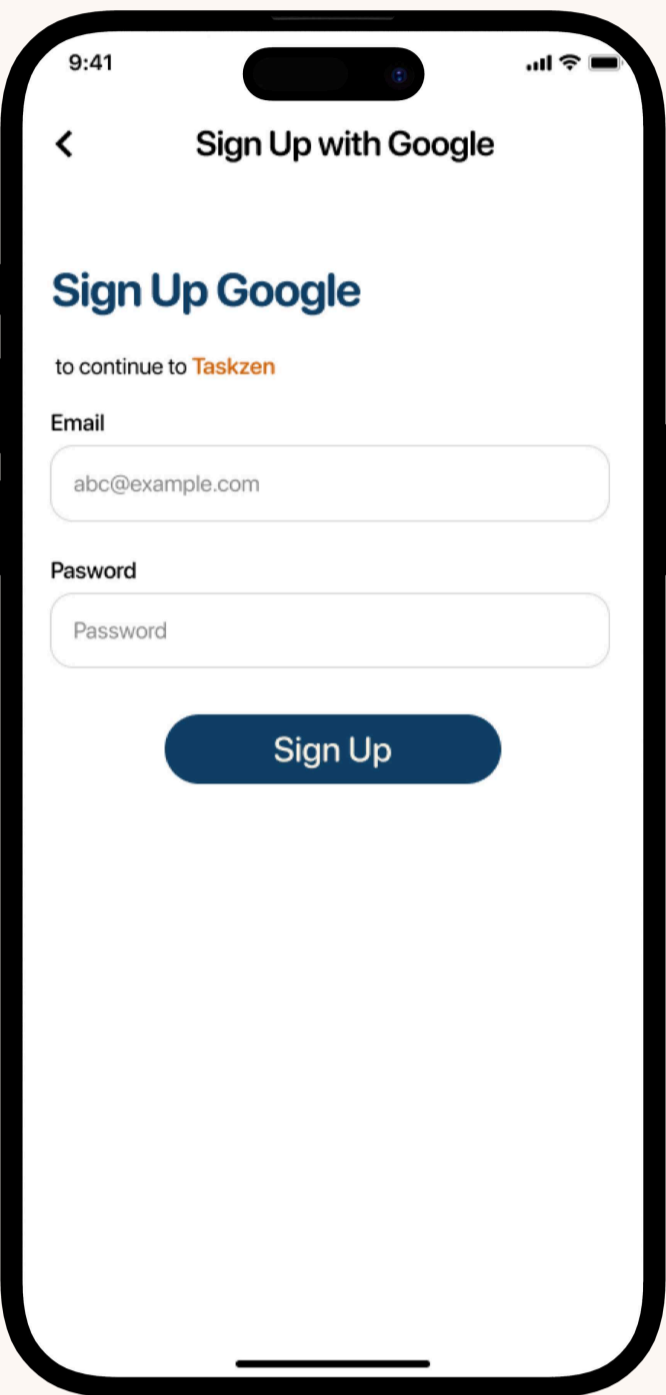 9:41
Sign Up with Google
Sign Up Google
to continue to Taskzen
Email
abc@example.com
Pasword
Password
Sign Up